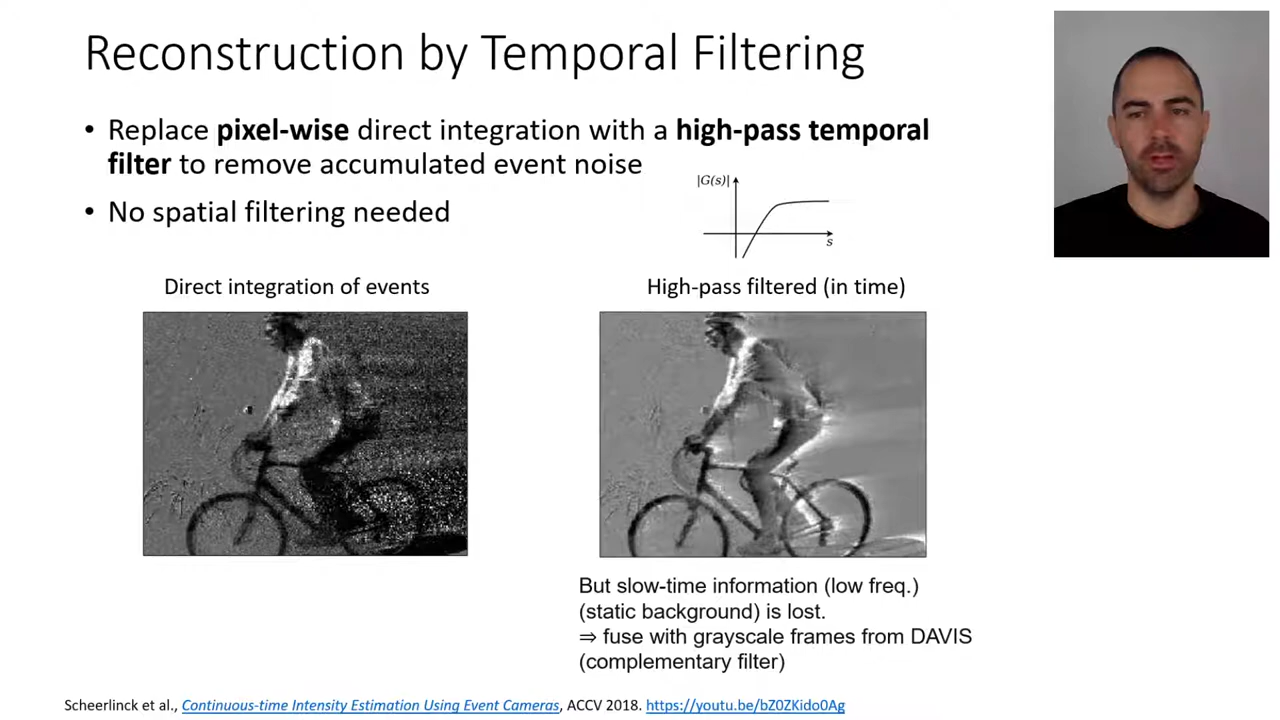 Reconstruction by Temporal Filtering
• Replace pixel-wise direct integration with a high-pass temporal
filter to remove accumulated event noise
• No spatial filtering needed
|G(s)|
s
Direct integration of events
High-pass filtered (in time)
But slow-time information (low freq.)
(static background) is lost.
⇒ fuse with grayscale frames from DAVIS
(complementary filter)
Scheerlinck et al., Continuous-time Intensity Estimation Using Event Cameras, ACCV 2018. https://youtu.be/bZ0ZKido0Ag